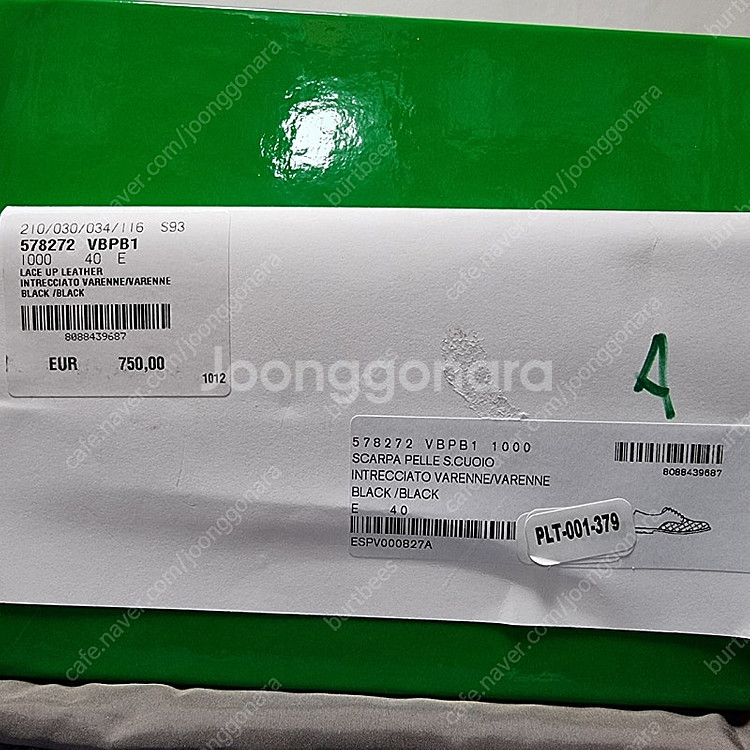 210/030/034/116 S93
578272 VBPB1
1000 40 E
LACE UP LEATHER
INTRECCIATO VARENNE/VARENNE
BLACK /BLACK
8088439687
EUR 750,00
1012
Joonggonara
4
578272 VBPB1 1000
SCARPA PELLE S.CUOIO
INTRECCIATO VARENNE/VARENNE
BLACK /BLACK
E 40
8088439687
ESPV000827A
PLT-001-379
cafe.naver.com/joonggonara
burtbees